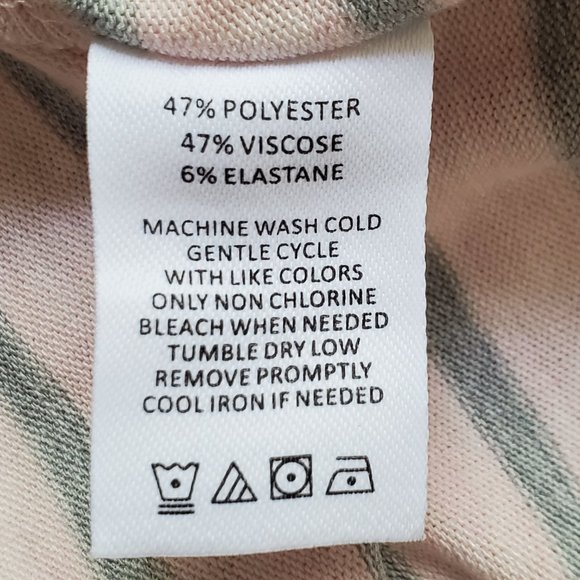 47% POLYESTER
47% VISCOSE
6% ELASTANE
MACHINE WASH COLD
GENTLE CYCLE
WITH LIKE COLORS
ONLY NON CHLORINE
BLEACH WHEN NEEDED
TUMBLE DRY LOW
REMOVE PROMPTLY
COOL IRON IF NEEDED